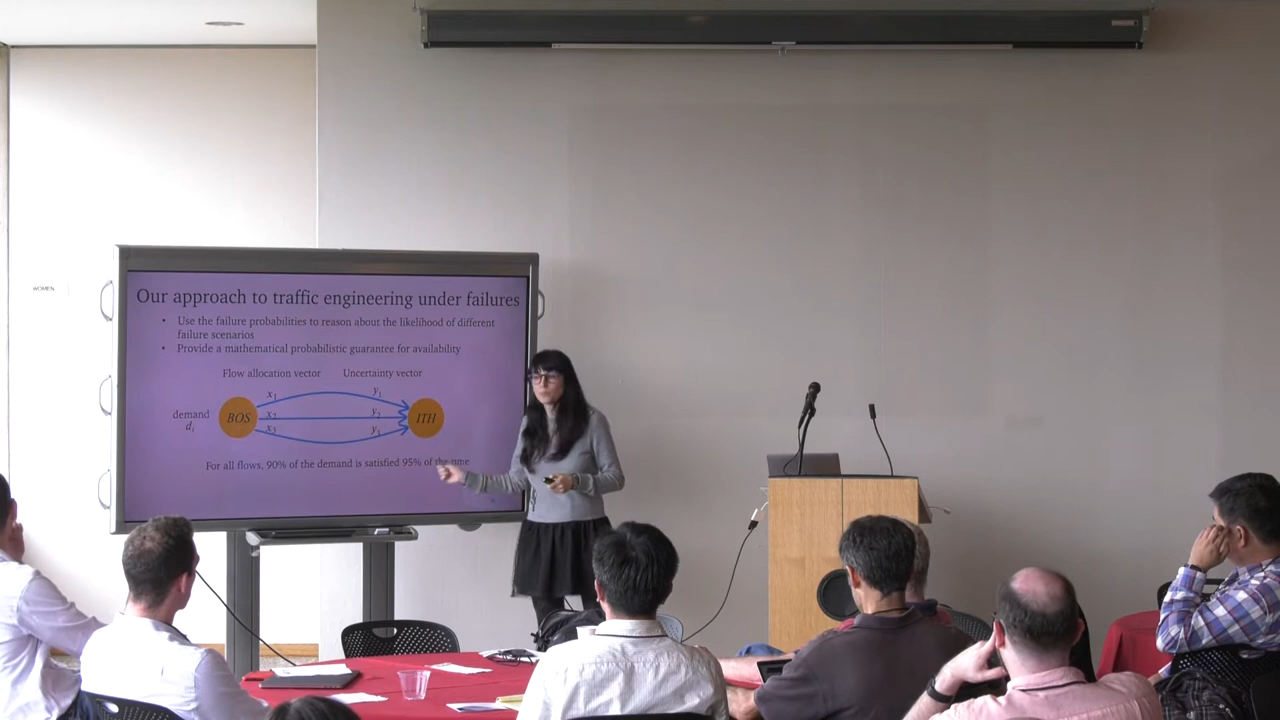 WOMEN
Our approach to traffic engineering under failures
• Use the failure probabilities to reason about the likelihood of different
failure scenarios
• Provide a mathematical probabilistic guarantee for availability
Flow allocation vector Uncertainty vector
x1 y1
demand BOS x2 y2 ITH
di x3 y3
For all flows, 90% of the demand is satisfied 95% of the time